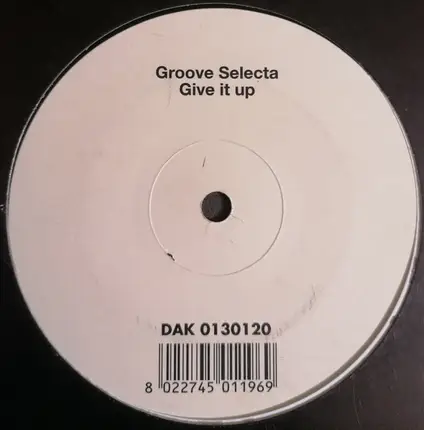 Groove Selecta
Give it up
DAK 0130120
8 022745 011969